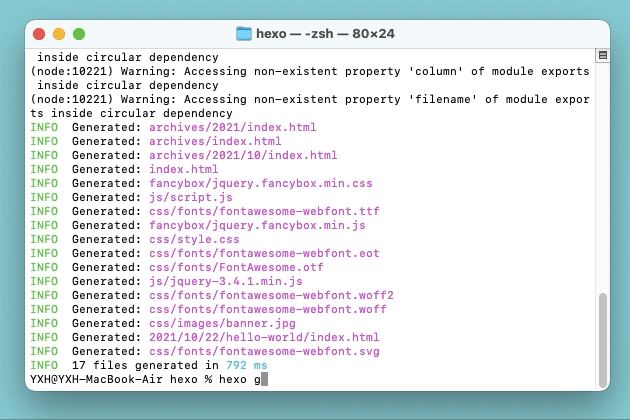 hexo — -zsh — 80×24
inside circular dependency
(node:10221) Warning: Accessing non-existent property 'column' of module exports
inside circular dependency
(node:10221) Warning: Accessing non-existent property 'filename' of module expor
ts inside circular dependency
INFO  Generated: archives/2021/index.html
INFO  Generated: archives/index.html
INFO  Generated: archives/2021/10/index.html
INFO  Generated: index.html
INFO  Generated: fancybox/jquery.fancybox.min.css
INFO  Generated: js/script.js
INFO  Generated: css/fonts/fontawesome-webfont.ttf
INFO  Generated: fancybox/jquery.fancybox.min.js
INFO  Generated: css/style.css
INFO  Generated: css/fonts/fontawesome-webfont.eot
INFO  Generated: css/fonts/FontAwesome.otf
INFO  Generated: js/jquery-3.4.1.min.js
INFO  Generated: css/fonts/fontawesome-webfont.woff2
INFO  Generated: css/fonts/fontawesome-webfont.woff
INFO  Generated: css/images/banner.jpg
INFO  Generated: 2021/10/22/hello-world/index.html
INFO  Generated: css/fonts/fontawesome-webfont.svg
INFO  17 files generated in 792 ms
YXH@YXH-MacBook-Air hexo % hexo g